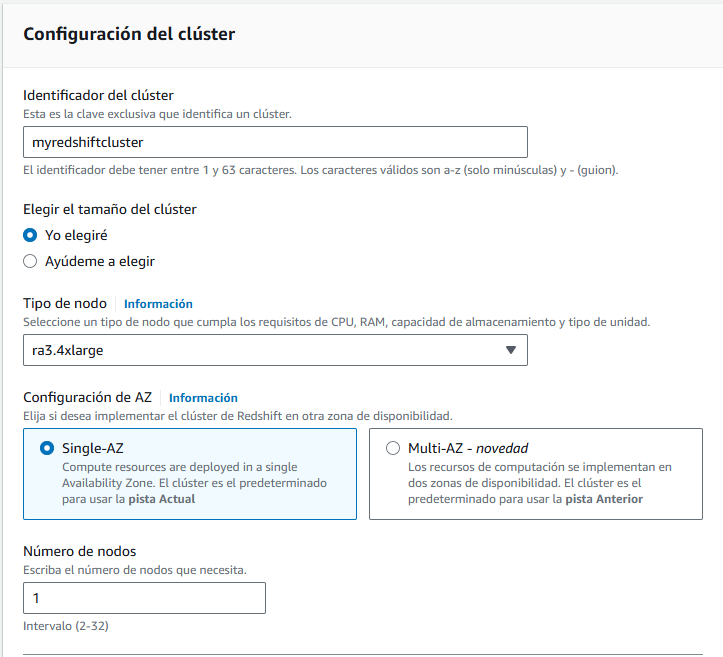 Configuración del clúster
Identificador del clúster
Esta es la clave exclusiva que identifica un clúster.
myredshiftcluster
El identificador debe tener entre 1 y 63 caracteres. Los caracteres válidos son a-z (solo minúsculas) y - (guion).
Elegir el tamaño del clúster
Yo elegiré
Ayúdeme a elegir
Tipo de nodo Información
Seleccione un tipo de nodo que cumpla los requisitos de CPU, RAM, capacidad de almacenamiento y tipo de unidad.
ra3.4xlarge
Configuración de AZ Información
Elija si desea implementar el clúster de Redshift en otra zona de disponibilidad.
Single-AZ
Compute resources are deployed in a single
Availability Zone. El clúster es el predeterminado
para usar la pista Actual
Multi-AZ - novedad
Los recursos de computación se implementan en
dos zonas de disponibilidad. El clúster es el
predeterminado para usar la pista Anterior
Número de nodos
Escriba el número de nodos que necesita.
1
Intervalo (2-32)